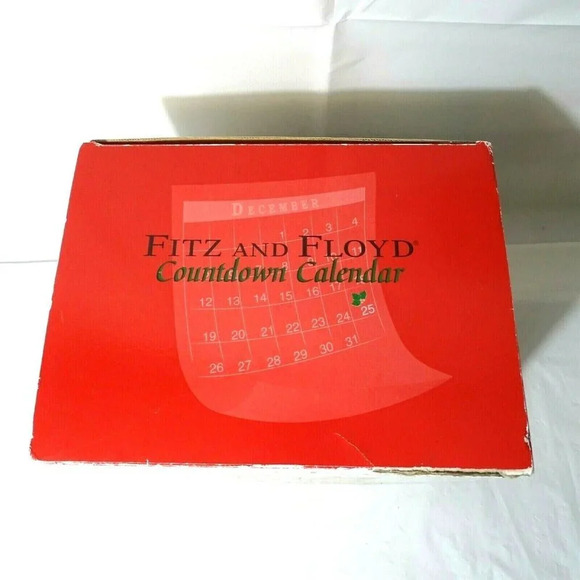 DECEMBER
1 2 3 4
FITZ AND FLOYD®
11
Countdown Calendar
12 13 14 15 16 17
19 20 21 22 23 24 25
26 27 28 29 30 31